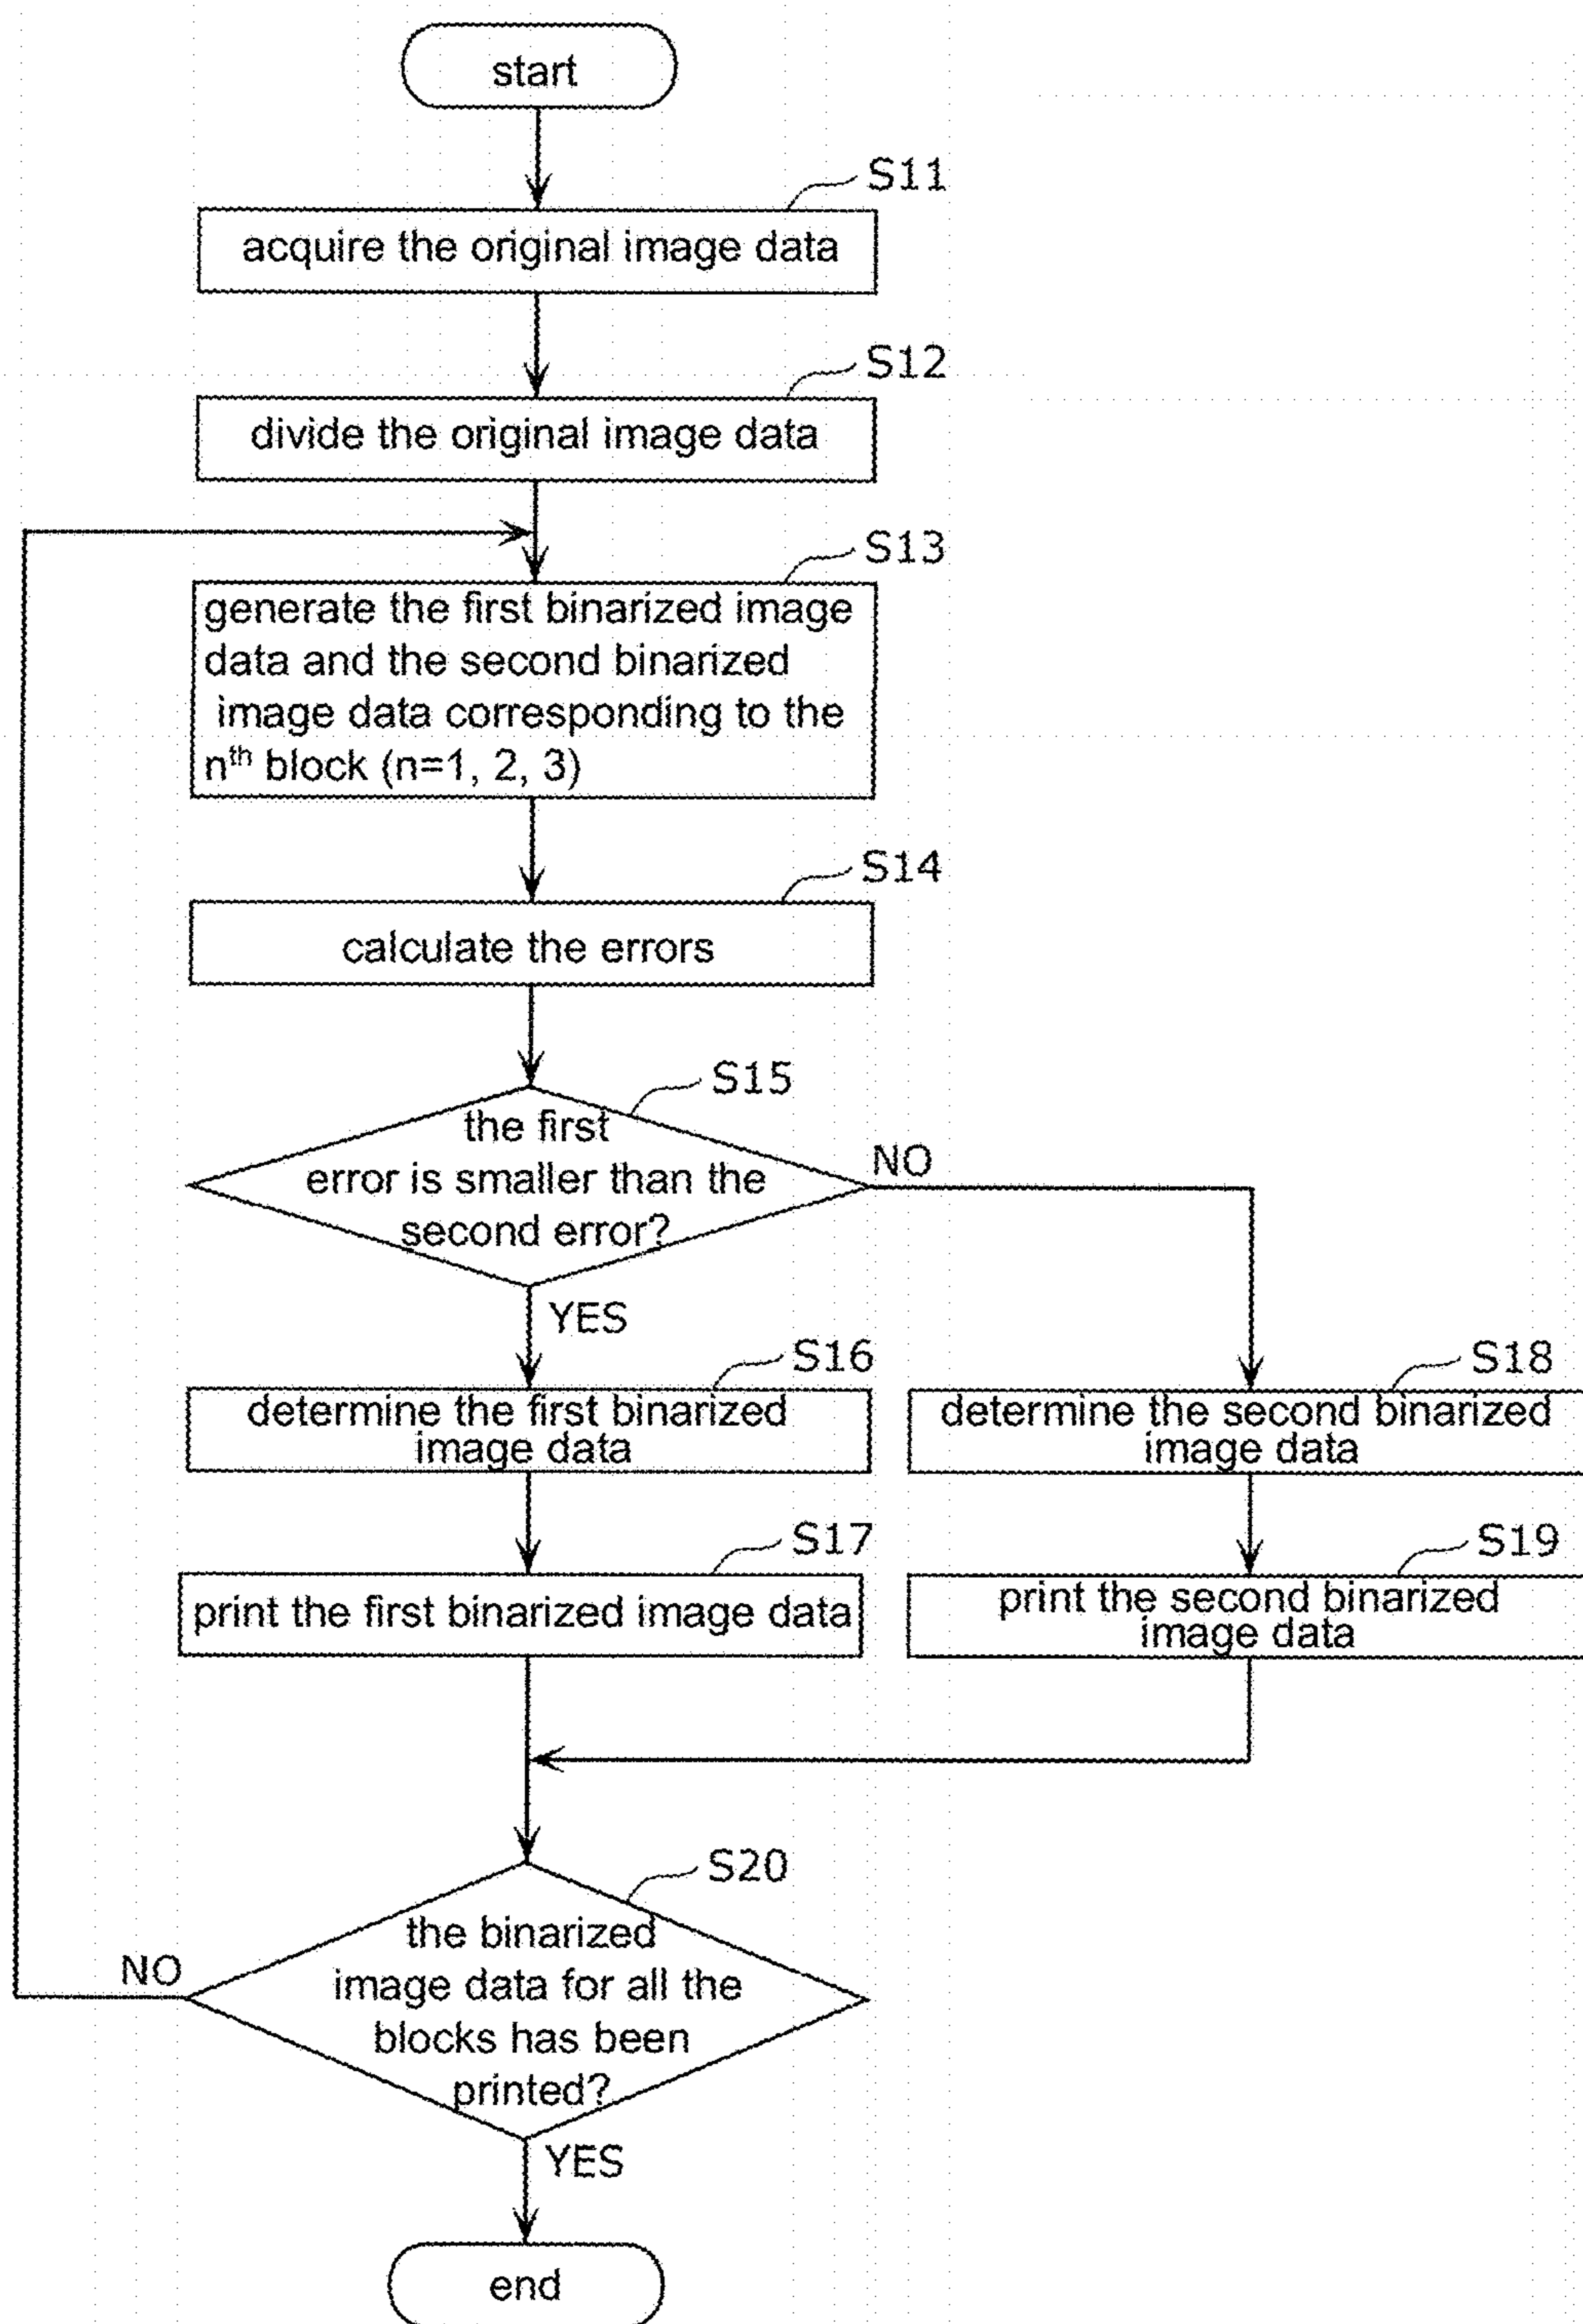 start
S11
acquire the original image data
S12
divide the original image data
S13
generate the first binarized image
data and the second binarized
image data corresponding to the
nth block (n=1, 2, 3)
S14
calculate the errors
S15
the first
error is smaller than the
second error?
NO
YES
S16
determine the first binarized
image data
S18
determine the second binarized
image data
S17
print the first binarized image data
S19
print the second binarized
image data
S20
the binarized
image data for all the
blocks has been
printed?
NO
YES
end